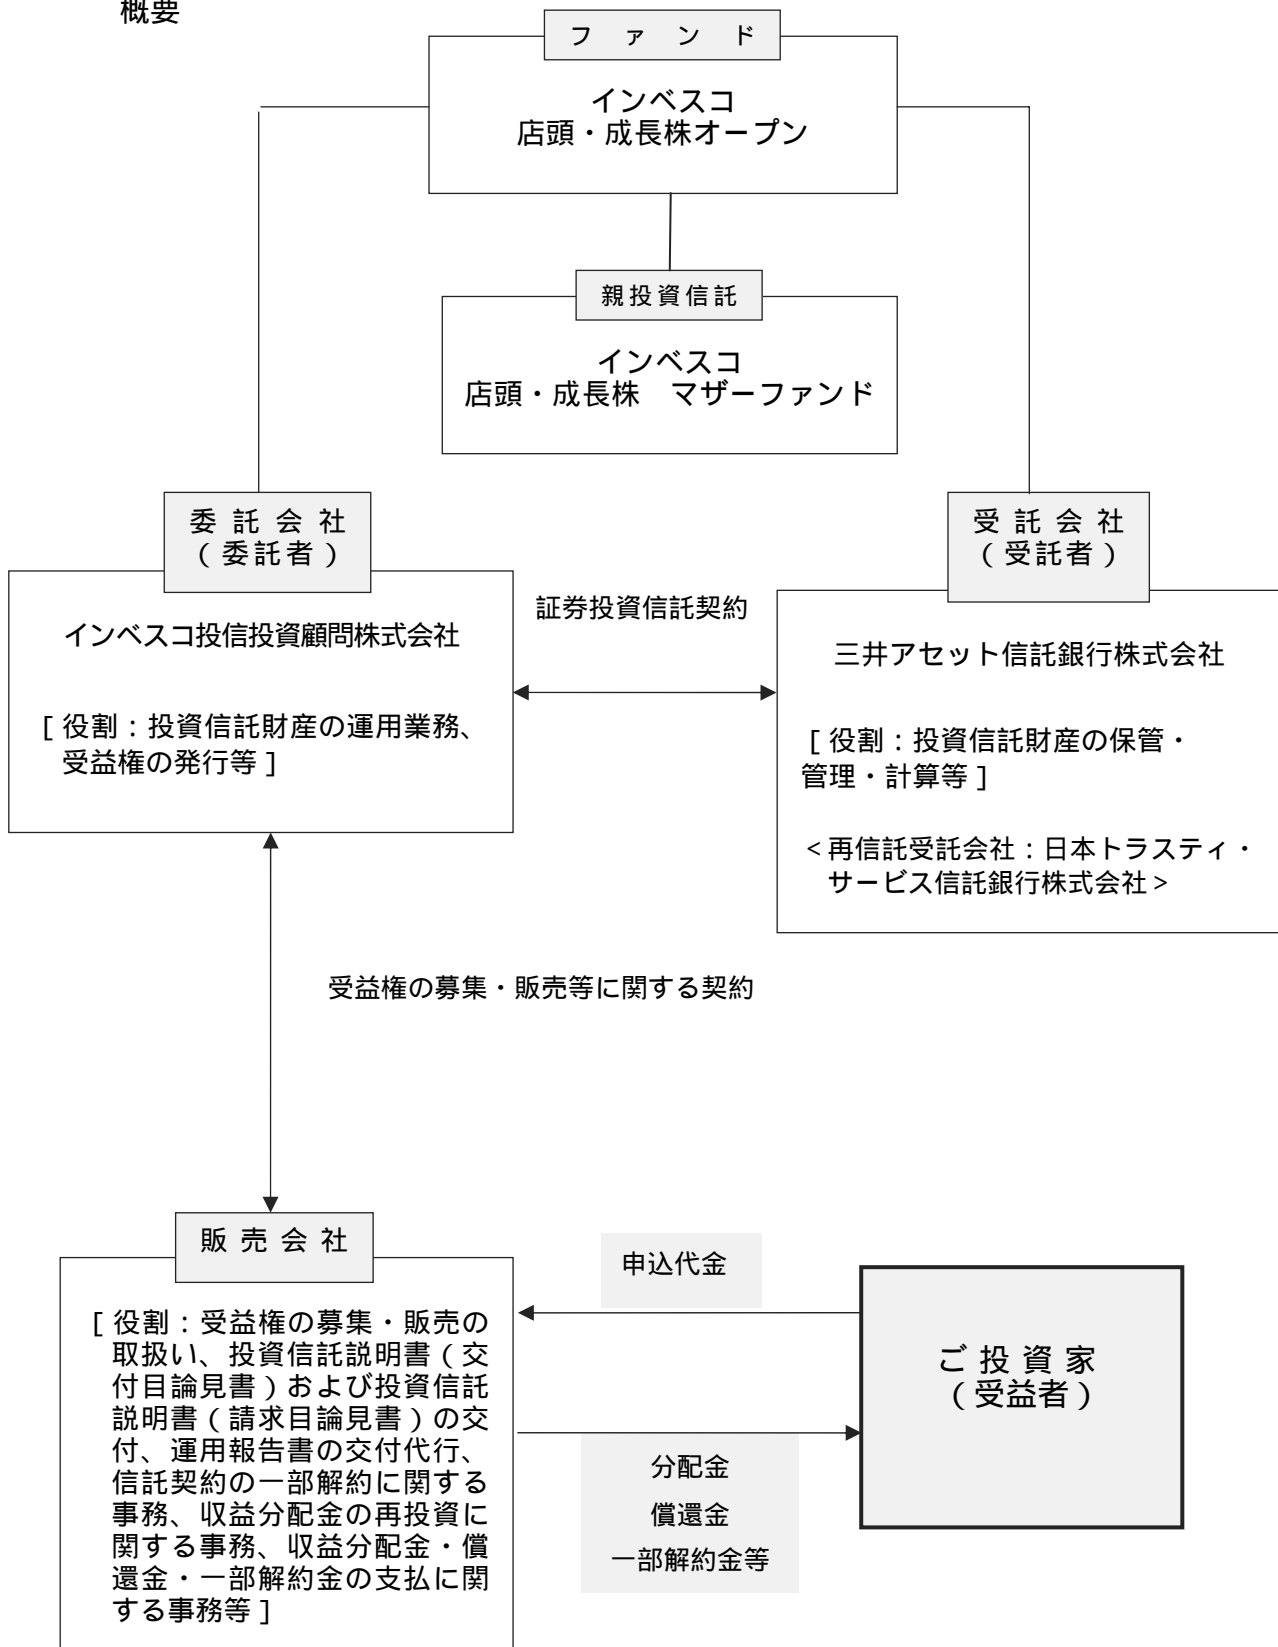 概要
ファンド
インベスコ
店頭・成長株オープン
親投資信託
インベスコ
店頭・成長株　マザーファンド
委託会社
（委託者）
インベスコ投信投資顧問株式会社
[ 役割：投資信託財産の運用業務、
受益権の発行等 ]
証券投資信託契約
受託会社
（受託者）
三井アセット信託銀行株式会社
[ 役割：投資信託財産の保管・
管理・計算等 ]
< 再信託受託会社：日本トラスティ・
サービス信託銀行株式会社 >
受益権の募集・販売等に関する契約
販売会社
[ 役割：受益権の募集・販売の
取扱い、投資信託説明書（交
付目論見書）および投資信託
説明書（請求目論見書）の交
付、運用報告書の交付代行、
信託契約の一部解約に関する
事務、収益分配金の再投資に
関する事務、収益分配金・償
還金・一部解約金の支払に関
する事務等 ]
申込代金
分配金
償還金
一部解約金等
ご投資家
（受益者）